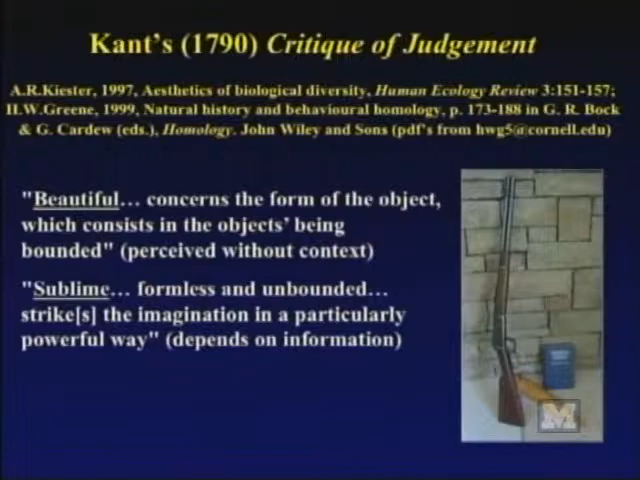 Kant's (1790) Critique of Judgement
A.R.Kiester, 1997, Aesthetics of biological diversity, Human Ecology Review 3:151-157;
H.W.Greene, 1999, Natural history and behavioural homology, p. 173-188 in G. R. Bock
& G. Cardew (eds.), Homology. John Wiley and Sons (pdf's from hwg5@cornell.edu)
"Beautiful... concerns the form of the object,
which consists in the objects' being
bounded" (perceived without context)
"Sublime... formless and unbounded...
strike[s] the imagination in a particularly
powerful way" (depends on information)
M